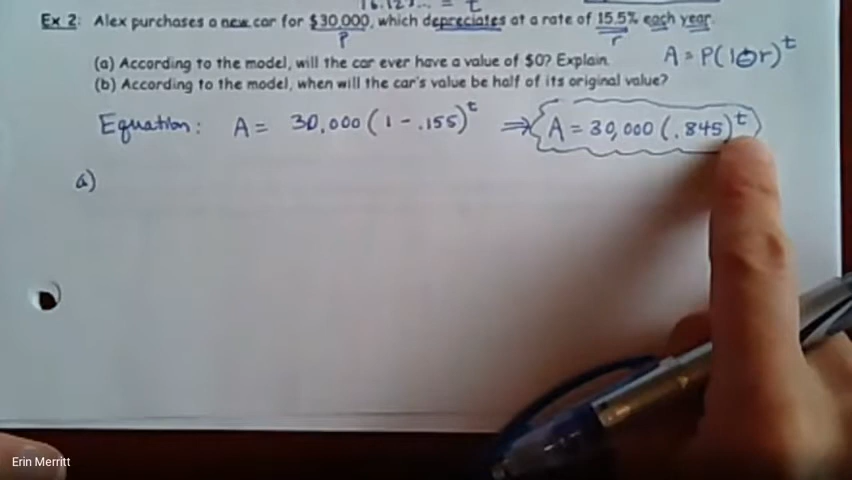 16.127... = t
Ex 2: Alex purchases a new car for $30,000, which depreciates at a rate of 15.5% each year.
P
r
A = P(1-r)^t
(a) According to the model, will the car ever have a value of $0? Explain.
(b) According to the model, when will the car's value be half of its original value?
Equation: A = 30,000 (1 - .155)^t ⇒ A = 30,000 (.845)^t
a)
Erin Merritt